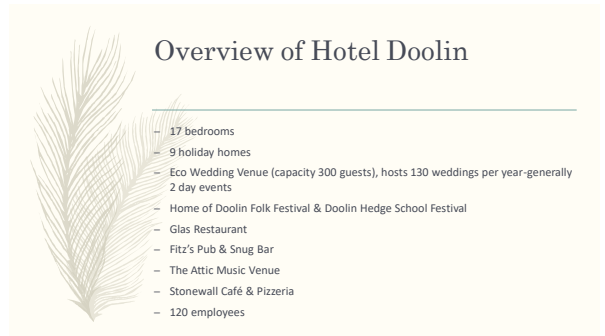 Overview of Hotel Doolin
– 17 bedrooms
– 9 holiday homes
– Eco Wedding Venue (capacity 300 guests), hosts 130 weddings per year-generally
2 day events
– Home of Doolin Folk Festival & Doolin Hedge School Festival
– Glas Restaurant
– Fitz’s Pub & Snug Bar
– The Attic Music Venue
– Stonewall Café & Pizzeria
– 120 employees